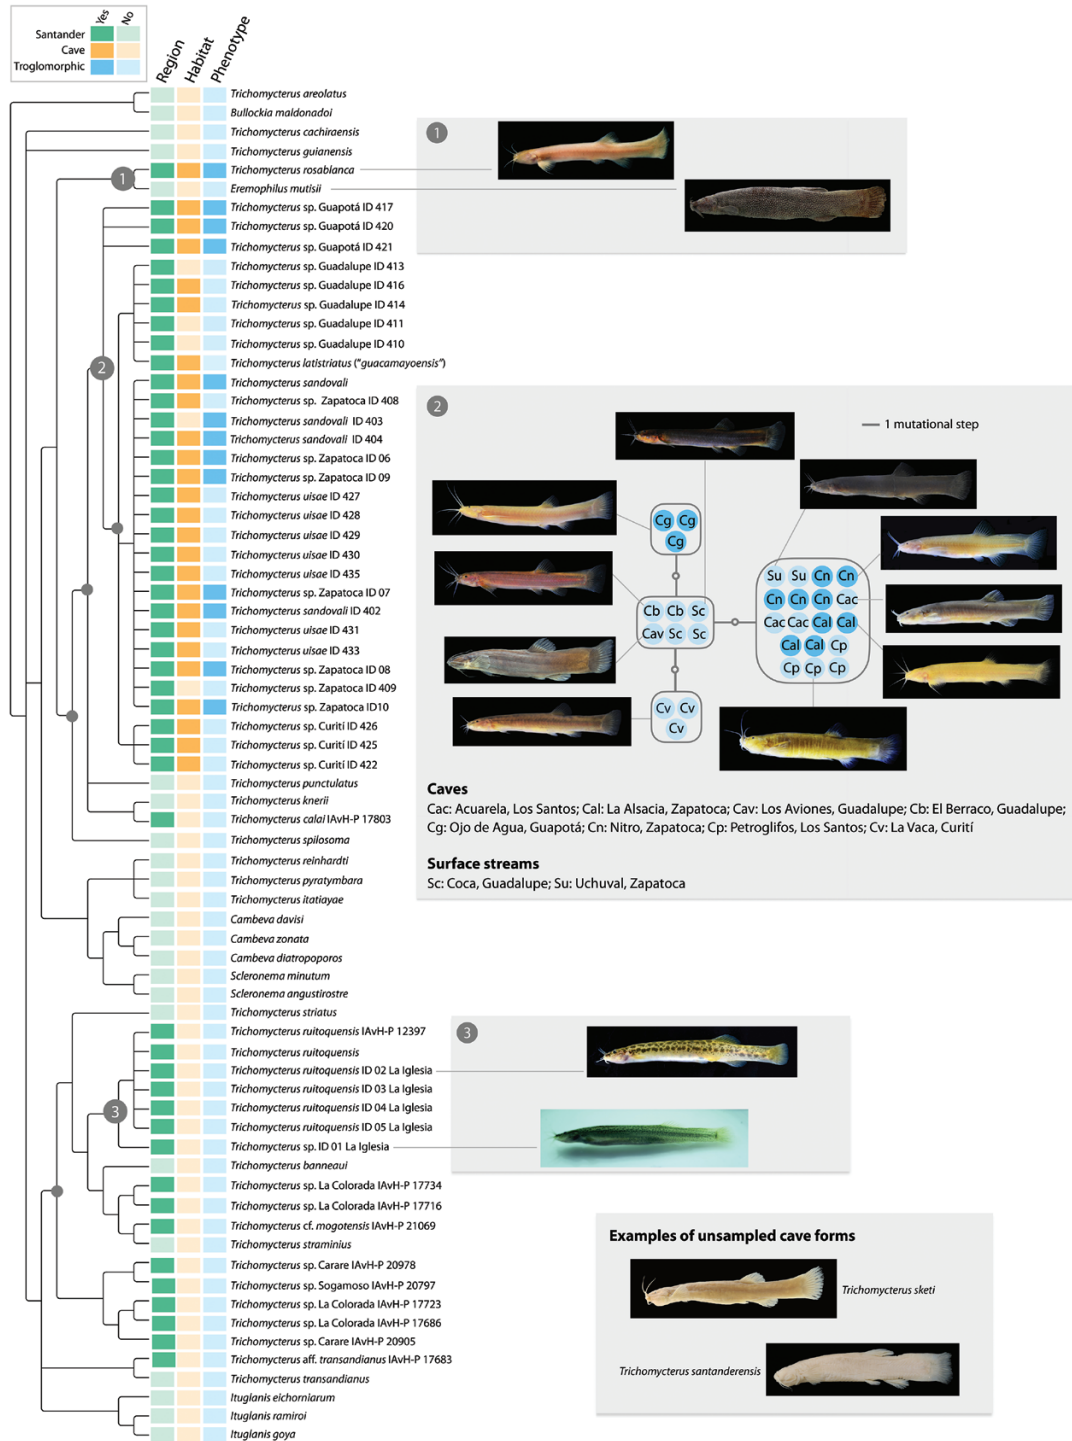 Yes
No
Santander
Cave
Troglomorphic
Region
Habitat
Phenotype
Trichomycterus areolatus
Bullockia maldonadoi
Trichomycterus cachiraensis
Trichomycterus guianensis
Trichomycterus rosablanca
Eremophilus mutisii
Trichomycterus sp. Guapotá ID 417
Trichomycterus sp. Guapotá ID 420
Trichomycterus sp. Guapotá ID 421
Trichomycterus sp. Guadalupe ID 413
Trichomycterus sp. Guadalupe ID 416
Trichomycterus sp. Guadalupe ID 414
Trichomycterus sp. Guadalupe ID 411
Trichomycterus sp. Guadalupe ID 410
Trichomycterus latistriatus ("guacamayoensis")
Trichomycterus sandovali
Trichomycterus sp. Zapatoca ID 408
Trichomycterus sandovali ID 403
Trichomycterus sandovali ID 404
Trichomycterus sp. Zapatoca ID 06
Trichomycterus sp. Zapatoca ID 09
Trichomycterus uisae ID 427
Trichomycterus uisae ID 428
Trichomycterus uisae ID 429
Trichomycterus uisae ID 430
Trichomycterus uisae ID 435
Trichomycterus sp. Zapatoca ID 07
Trichomycterus sandovali ID 402
Trichomycterus uisae ID 431
Trichomycterus uisae ID 433
Trichomycterus sp. Zapatoca ID 08
Trichomycterus sp. Zapatoca ID 409
Trichomycterus sp. Zapatoca ID10
Trichomycterus sp. Curití ID 426
Trichomycterus sp. Curití ID 425
Trichomycterus sp. Curití ID 422
Trichomycterus punctulatus
Trichomycterus knerii
Trichomycterus calai IAvH-P 17803
Trichomycterus spilosoma
Trichomycterus reinhardti
Trichomycterus pyratymbara
Trichomycterus itatiayae
Cambeva davisi
Cambeva zonata
Cambeva diatropoporos
Scleronema minutum
Scleronema angustirostre
Trichomycterus striatus
Trichomycterus ruitoquensis IAvH-P 12397
Trichomycterus ruitoquensis
Trichomycterus ruitoquensis ID 02 La Iglesia
Trichomycterus ruitoquensis ID 03 La Iglesia
Trichomycterus ruitoquensis ID 04 La Iglesia
Trichomycterus ruitoquensis ID 05 La Iglesia
Trichomycterus sp. ID 01 La Iglesia
Trichomycterus banneaui
Trichomycterus sp. La Colorada IAvH-P 17734
Trichomycterus sp. La Colorada IAvH-P 17716
Trichomycterus cf. mogotensis IAvH-P 21069
Trichomycterus straminius
Trichomycterus sp. Carare IAvH-P 20978
Trichomycterus sp. Sogamoso IAvH-P 20797
Trichomycterus sp. La Colorada IAvH-P 17723
Trichomycterus sp. La Colorada IAvH-P 17686
Trichomycterus sp. Carare IAvH-P 20905
Trichomycterus aff. transandianus IAvH-P 17683
Trichomycterus transandianus
Ituglanis eichorniarum
Ituglanis ramiroi
Ituglanis goya
1
2
3
1
2
1 mutational step
Cg Cg
Cg
Cb Cb Sc
Cav Sc Sc
Cv Cv
Cv
Su Su Cn Cn
Cn Cn Cn Cac
Cac Cac Cal Cal
Cal Cal Cp
Cp Cp Cp
Caves
Cac: Acuarela, Los Santos; Cal: La Alsacia, Zapatoca; Cav: Los Aviones, Guadalupe; Cb: El Berraco, Guadalupe;
Cg: Ojo de Agua, Guapotá; Cn: Nitro, Zapatoca; Cp: Petroglifos, Los Santos; Cv: La Vaca, Curití
Surface streams
Sc: Coca, Guadalupe; Su: Uchuval, Zapatoca
3
Examples of unsampled cave forms
Trichomycterus sketi
Trichomycterus santanderensis